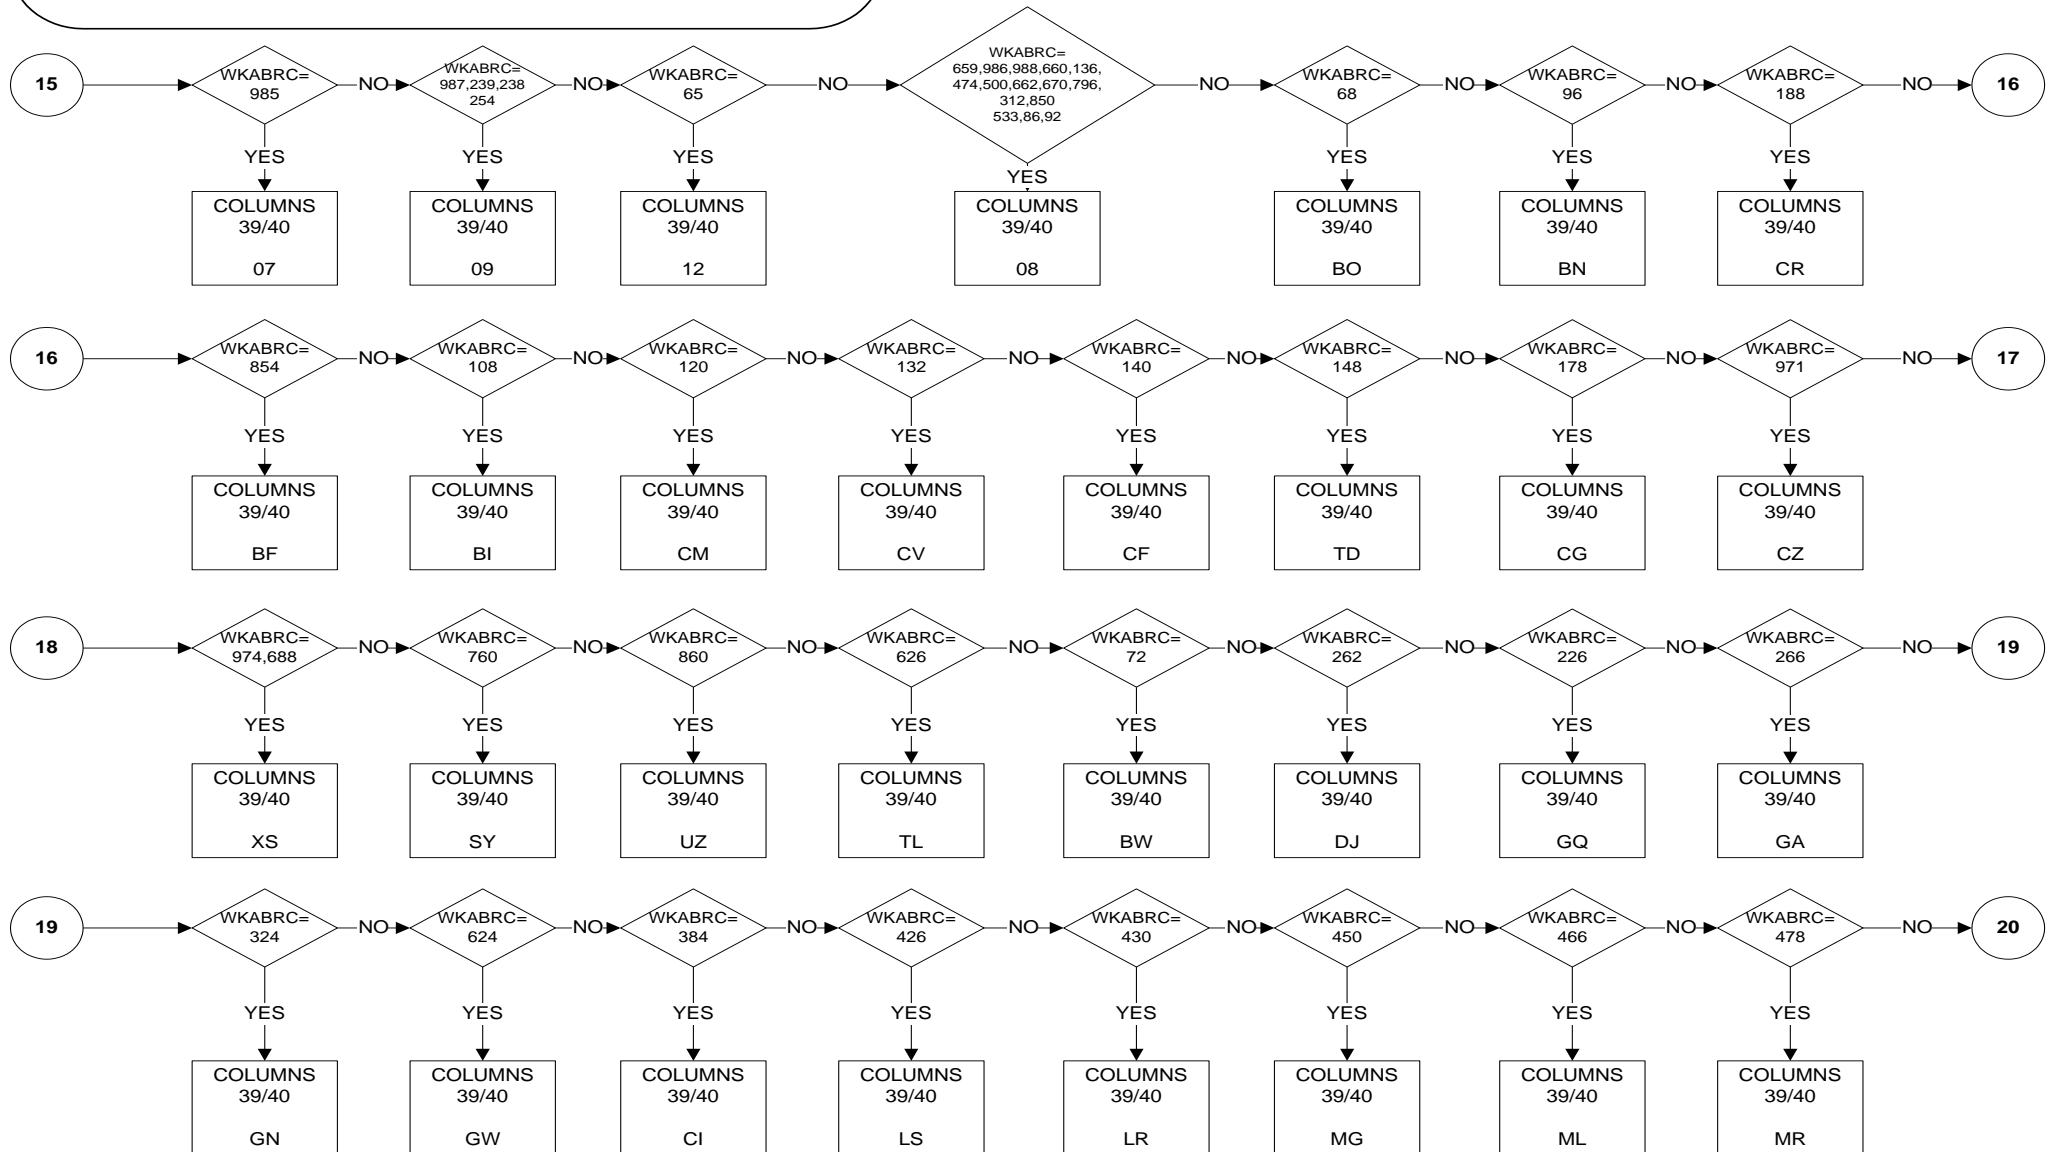 15
WKABRC=
985
NO
WKABRC=
987,239,238
254
NO
WKABRC=
65
NO
WKABRC=
659,986,988,660,136,
474,500,662,670,796,
312,850
533,86,92
NO
WKABRC=
68
NO
WKABRC=
96
NO
WKABRC=
188
NO
16
YES
YES
YES
YES
YES
YES
YES
COLUMNS
39/40
07
COLUMNS
39/40
09
COLUMNS
39/40
12
COLUMNS
39/40
08
COLUMNS
39/40
BO
COLUMNS
39/40
BN
COLUMNS
39/40
CR
16
WKABRC=
854
NO
WKABRC=
108
NO
WKABRC=
120
NO
WKABRC=
132
NO
WKABRC=
140
NO
WKABRC=
148
NO
WKABRC=
178
NO
WKABRC=
971
NO
17
YES
YES
YES
YES
YES
YES
YES
YES
COLUMNS
39/40
BF
COLUMNS
39/40
BI
COLUMNS
39/40
CM
COLUMNS
39/40
CV
COLUMNS
39/40
CF
COLUMNS
39/40
TD
COLUMNS
39/40
CG
COLUMNS
39/40
CZ
18
WKABRC=
974,688
NO
WKABRC=
760
NO
WKABRC=
860
NO
WKABRC=
626
NO
WKABRC=
72
NO
WKABRC=
262
NO
WKABRC=
226
NO
WKABRC=
266
NO
19
YES
YES
YES
YES
YES
YES
YES
YES
COLUMNS
39/40
XS
COLUMNS
39/40
SY
COLUMNS
39/40
UZ
COLUMNS
39/40
TL
COLUMNS
39/40
BW
COLUMNS
39/40
DJ
COLUMNS
39/40
GQ
COLUMNS
39/40
GA
19
WKABRC=
324
NO
WKABRC=
624
NO
WKABRC=
384
NO
WKABRC=
426
NO
WKABRC=
430
NO
WKABRC=
450
NO
WKABRC=
466
NO
WKABRC=
478
NO
20
YES
YES
YES
YES
YES
YES
YES
YES
COLUMNS
39/40
GN
COLUMNS
39/40
GW
COLUMNS
39/40
CI
COLUMNS
39/40
LS
COLUMNS
39/40
LR
COLUMNS
39/40
MG
COLUMNS
39/40
ML
COLUMNS
39/40
MR